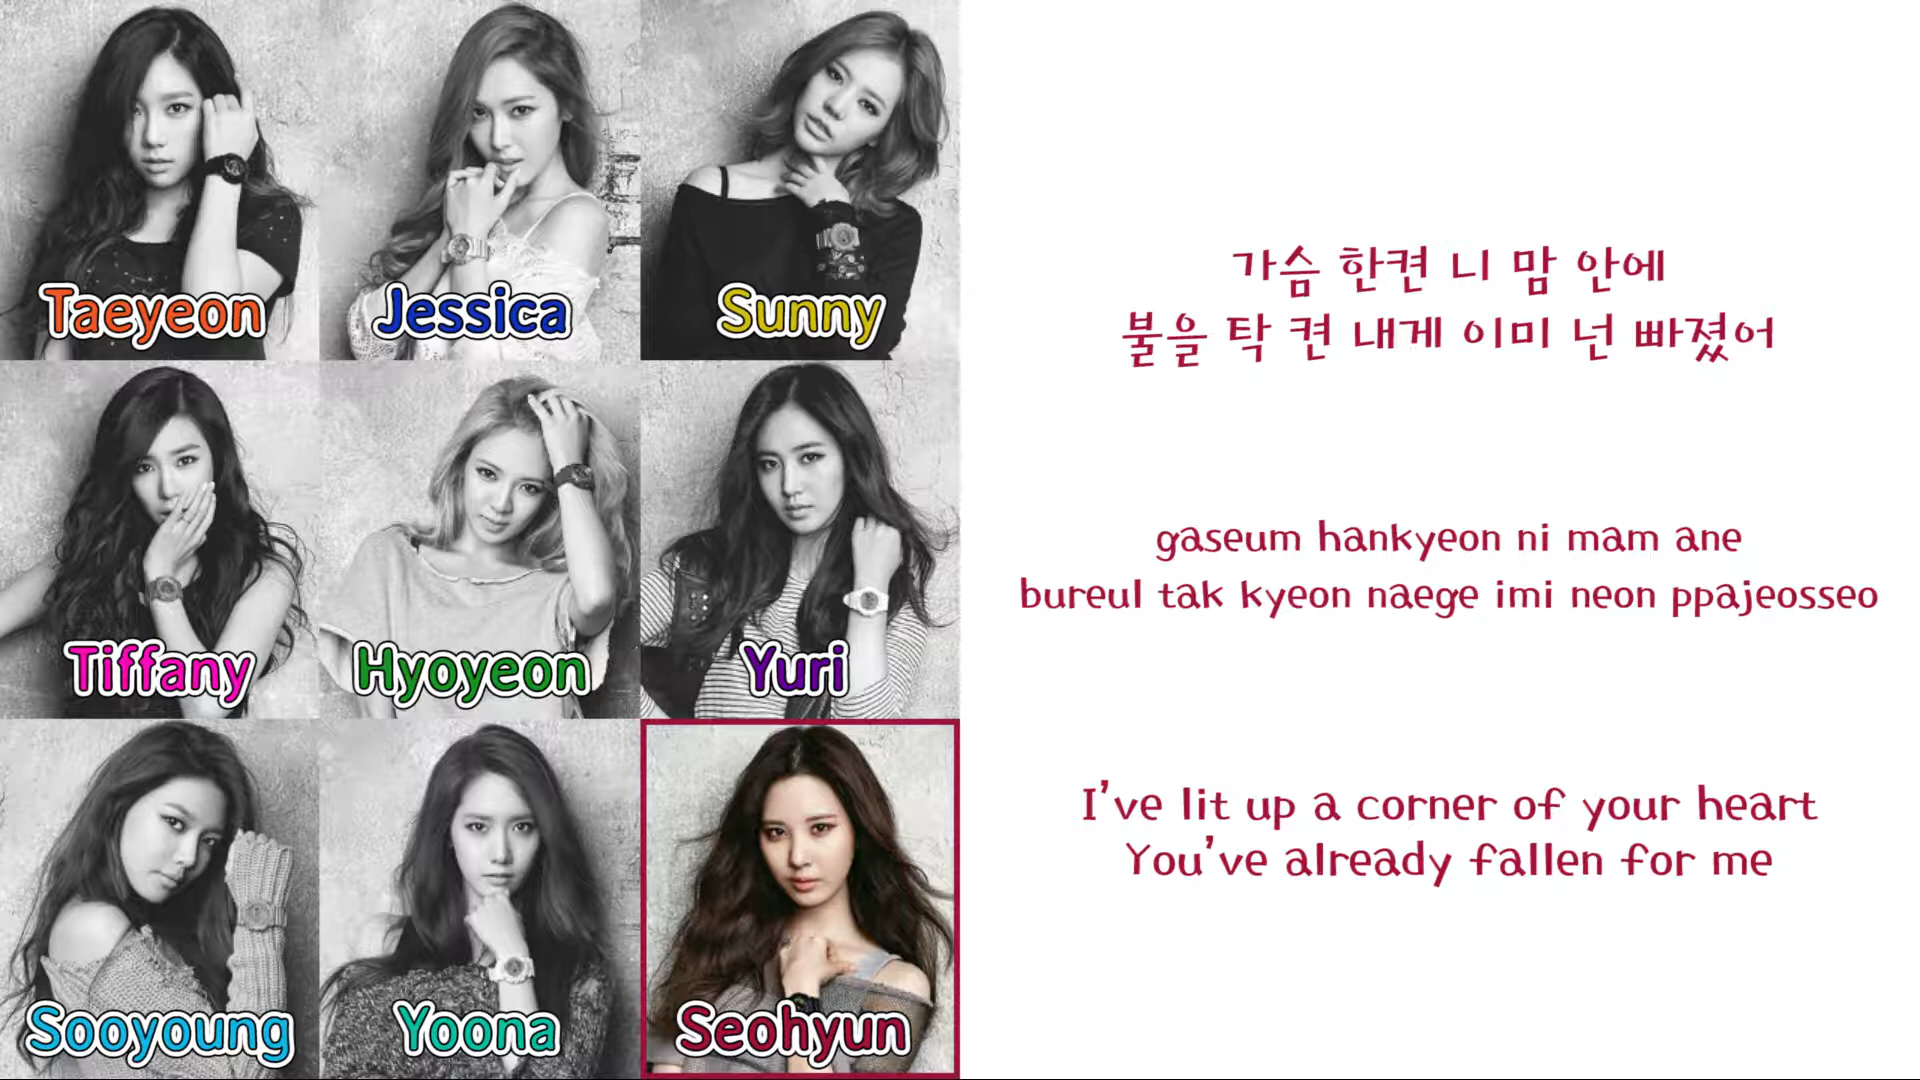 Taeyeon
Jessica
Sunny
Tiffany
Hyoyeon
Yuri
Sooyoung
Yoona
Seohyun
가슴 한켠 니 맘 안에
불을 탁 켠 내게 이미 넌 빠졌어
gaseum hankyeon ni mam ane
bureul tak kyeon naege imi neon ppajeosseo
I've lit up a corner of your heart
You've already fallen for me